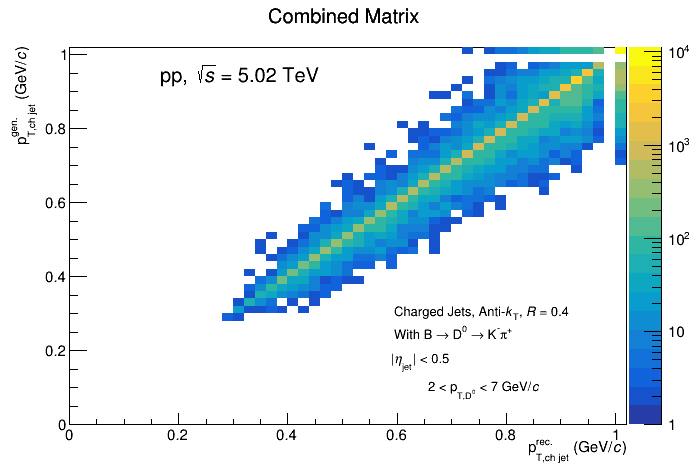 Combined Matrix
p^gen._T,ch jet (GeV/c)
pp, √s = 5.02 TeV
1
0.8
0.6
0.4
0.2
0
10^4
10^3
10^2
10
1
Charged Jets, Anti-k_T, R = 0.4
With B → D^0 → K^-π^+
|η_jet| < 0.5
2 < p_T,D^0 < 7 GeV/c
0 0.2 0.4 0.6 0.8 1
p^rec._T,ch jet (GeV/c)